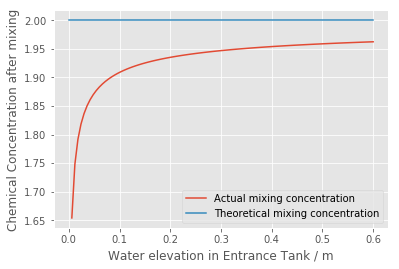 Chemical Concentration after mixing
2.00
1.95
1.90
1.85
1.80
1.75
1.70
1.65
Actual mixing concentration
Theoretical mixing concentration
0.0 0.1 0.2 0.3 0.4 0.5 0.6
Water elevation in Entrance Tank / m